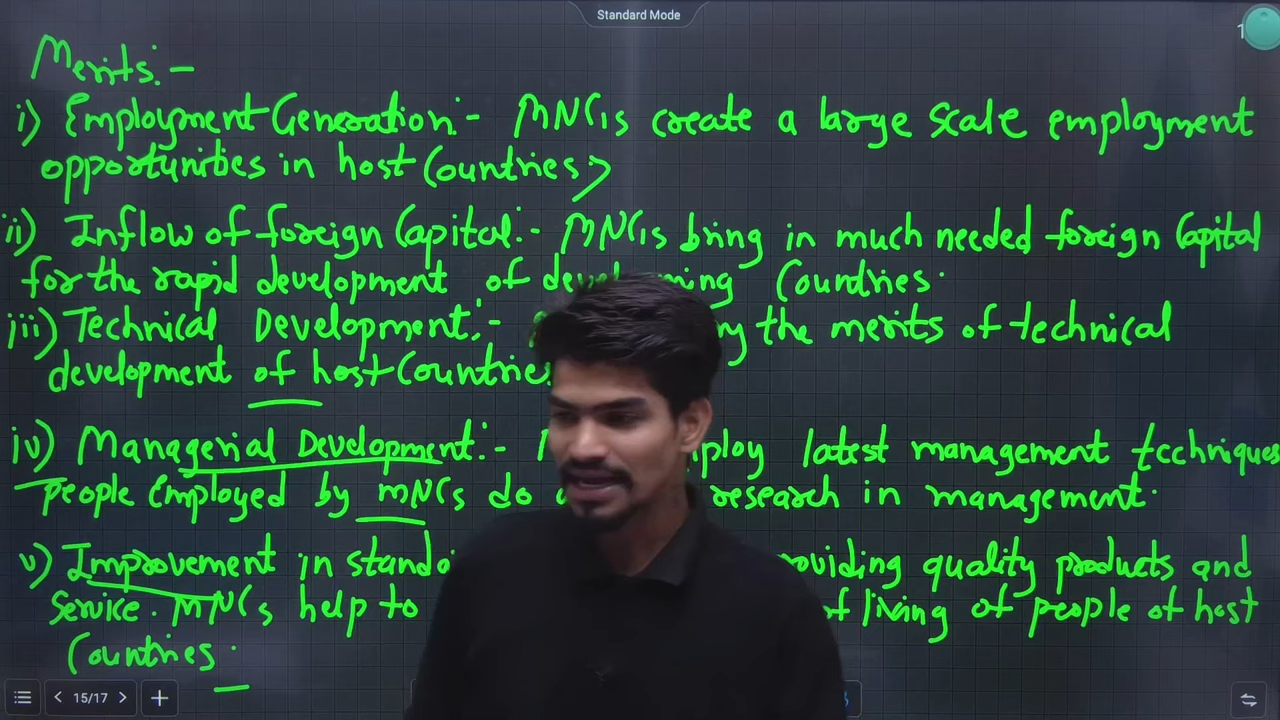 Standard Mode
1
Merits:-
i) Employment Generation:- MNCs create a large scale employment
opportunities in host Countries.
ii) Inflow of foreign Capital:- MNCs bring in much needed foreign Capital
for the rapid development of developing Countries.
iii) Technical Development:- the merits of technical
development of host Countries
iv) Managerial Development:- employ latest management techniques
people employed by MNCs do research in management.
v) Improvement in providing quality products and
Service. MNCs help to of living of people of host
Countries.
15/17